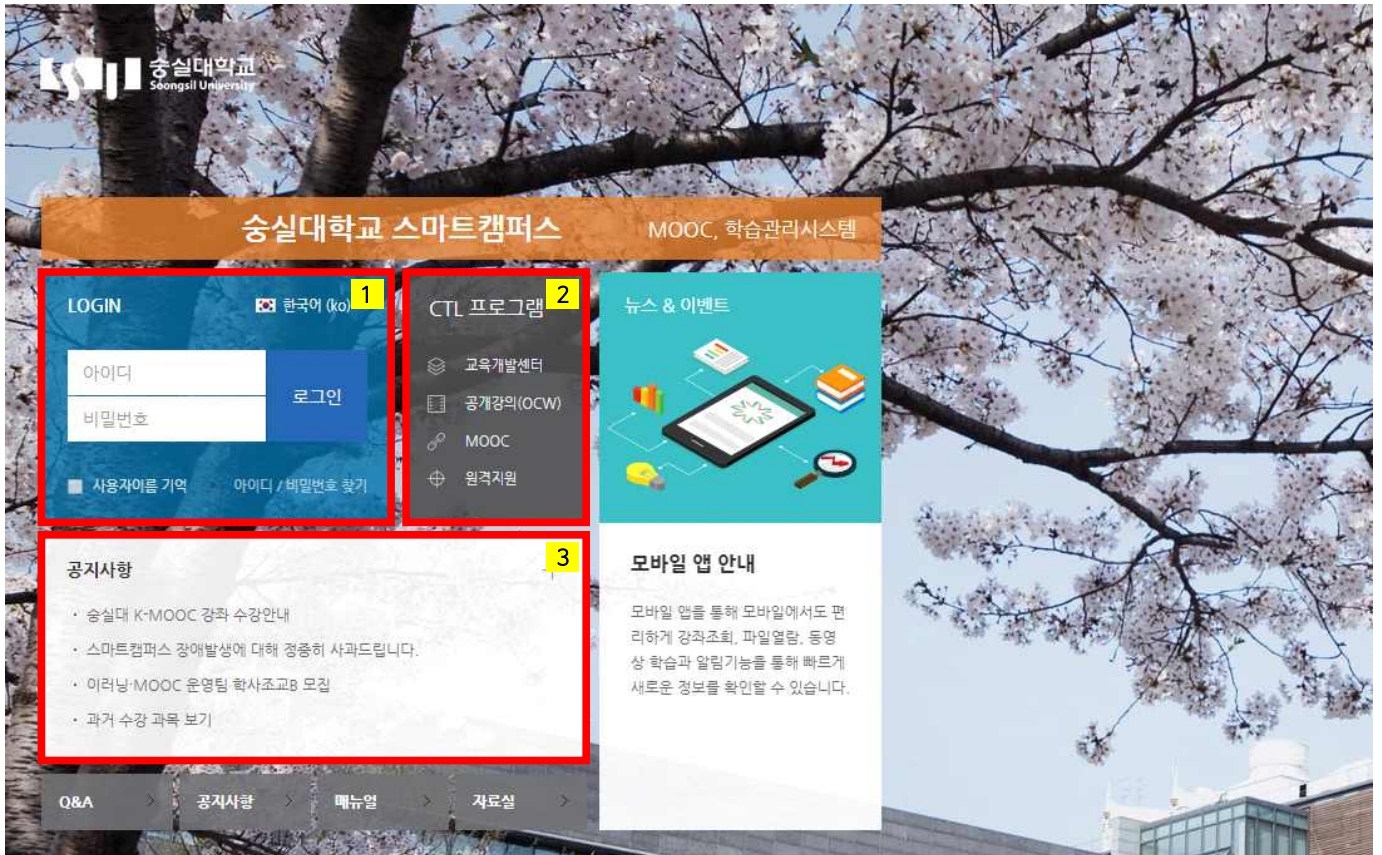 숭실대학교
Soongsil University
숭실대학교 스마트캠퍼스 MOOC, 학습관리시스템
LOGIN 한국어 (ko) 1
아이디
비밀번호
로그인
사용자이름 기억 아이디 / 비밀번호 찾기
CTL 프로그램 2
교육개발센터
공개강의(OCW)
MOOC
원격지원
뉴스 & 이벤트
공지사항 3
· 숭실대 K-MOOC 강좌 수강안내
· 스마트캠퍼스 장애발생에 대해 정중히 사과드립니다.
· 이러닝·MOOC 운영팀 학사조교B 모집
· 과거 수강 과목 보기
모바일 앱 안내
모바일 앱을 통해 모바일에서도 편
리하게 강좌조회, 파일열람, 동영
상 학습과 알림기능을 통해 빠르게
새로운 정보를 확인할 수 있습니다.
Q&A 공지사항 매뉴얼 자료실